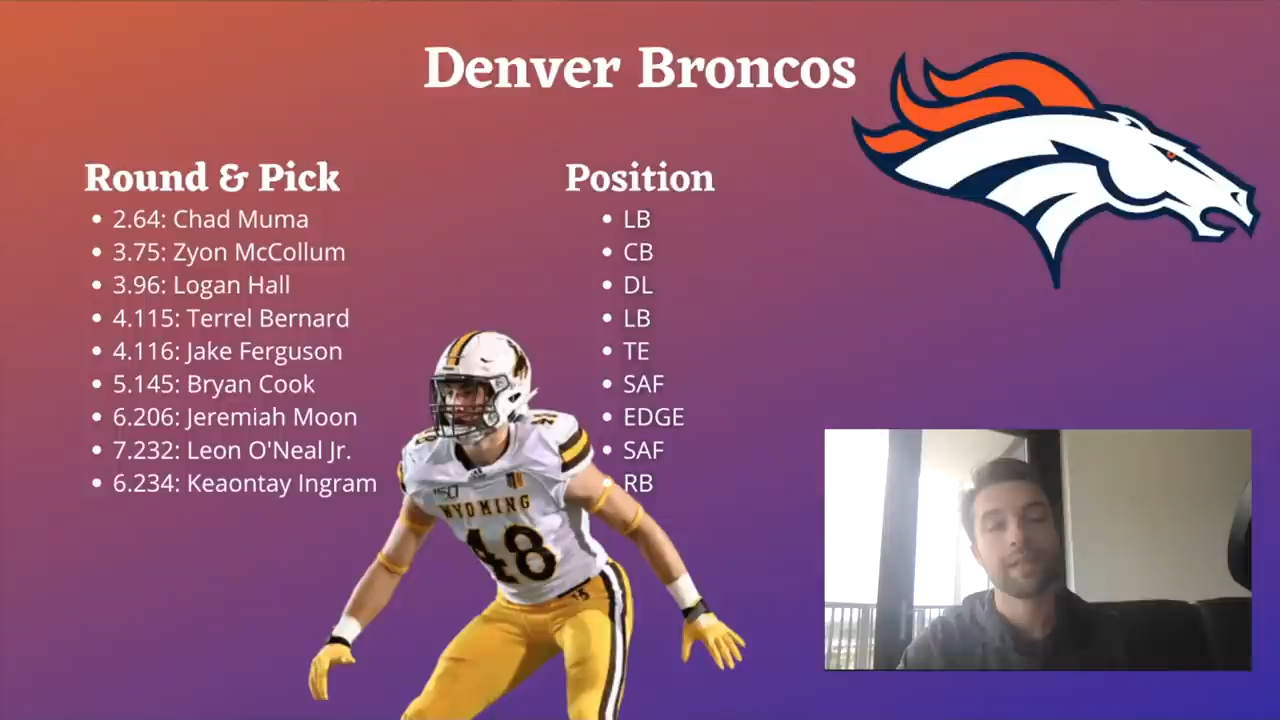 Denver Broncos
Round & Pick
2.64: Chad Muma
3.75: Zyon McCollum
3.96: Logan Hall
4.115: Terrel Bernard
4.116: Jake Ferguson
5.145: Bryan Cook
6.206: Jeremiah Moon
7.232: Leon O'Neal Jr.
6.234: Keaontay Ingram
Position
LB
CB
DL
LB
TE
SAF
EDGE
SAF
RB
150
WYOMING
48